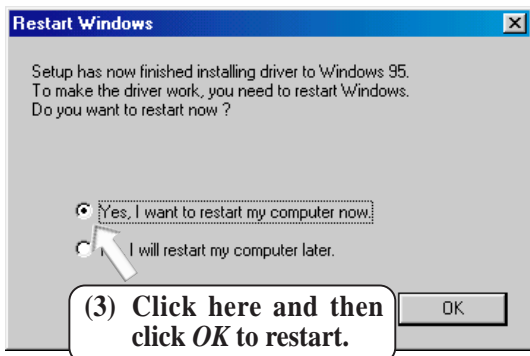 Restart Windows
Setup has now finished installing driver to Windows 95.
To make the driver work, you need to restart Windows.
Do you want to restart now ?
Yes, I want to restart my computer now.
I will restart my computer later.
(3) Click here and then
click OK to restart.
OK